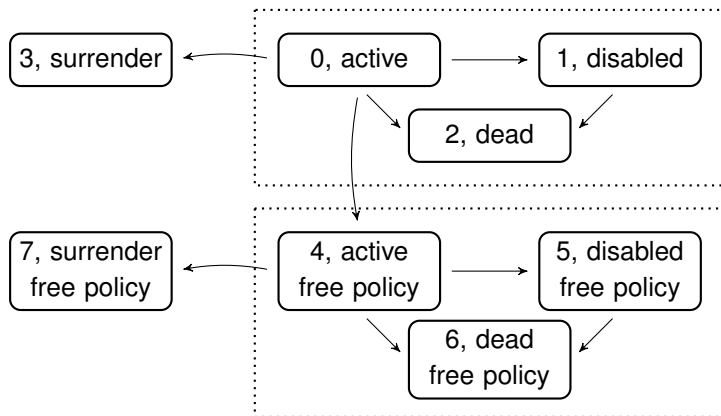 3, surrender
0, active
1, disabled
2, dead
7, surrender
free policy
4, active
free policy
5, disabled
free policy
6, dead
free policy